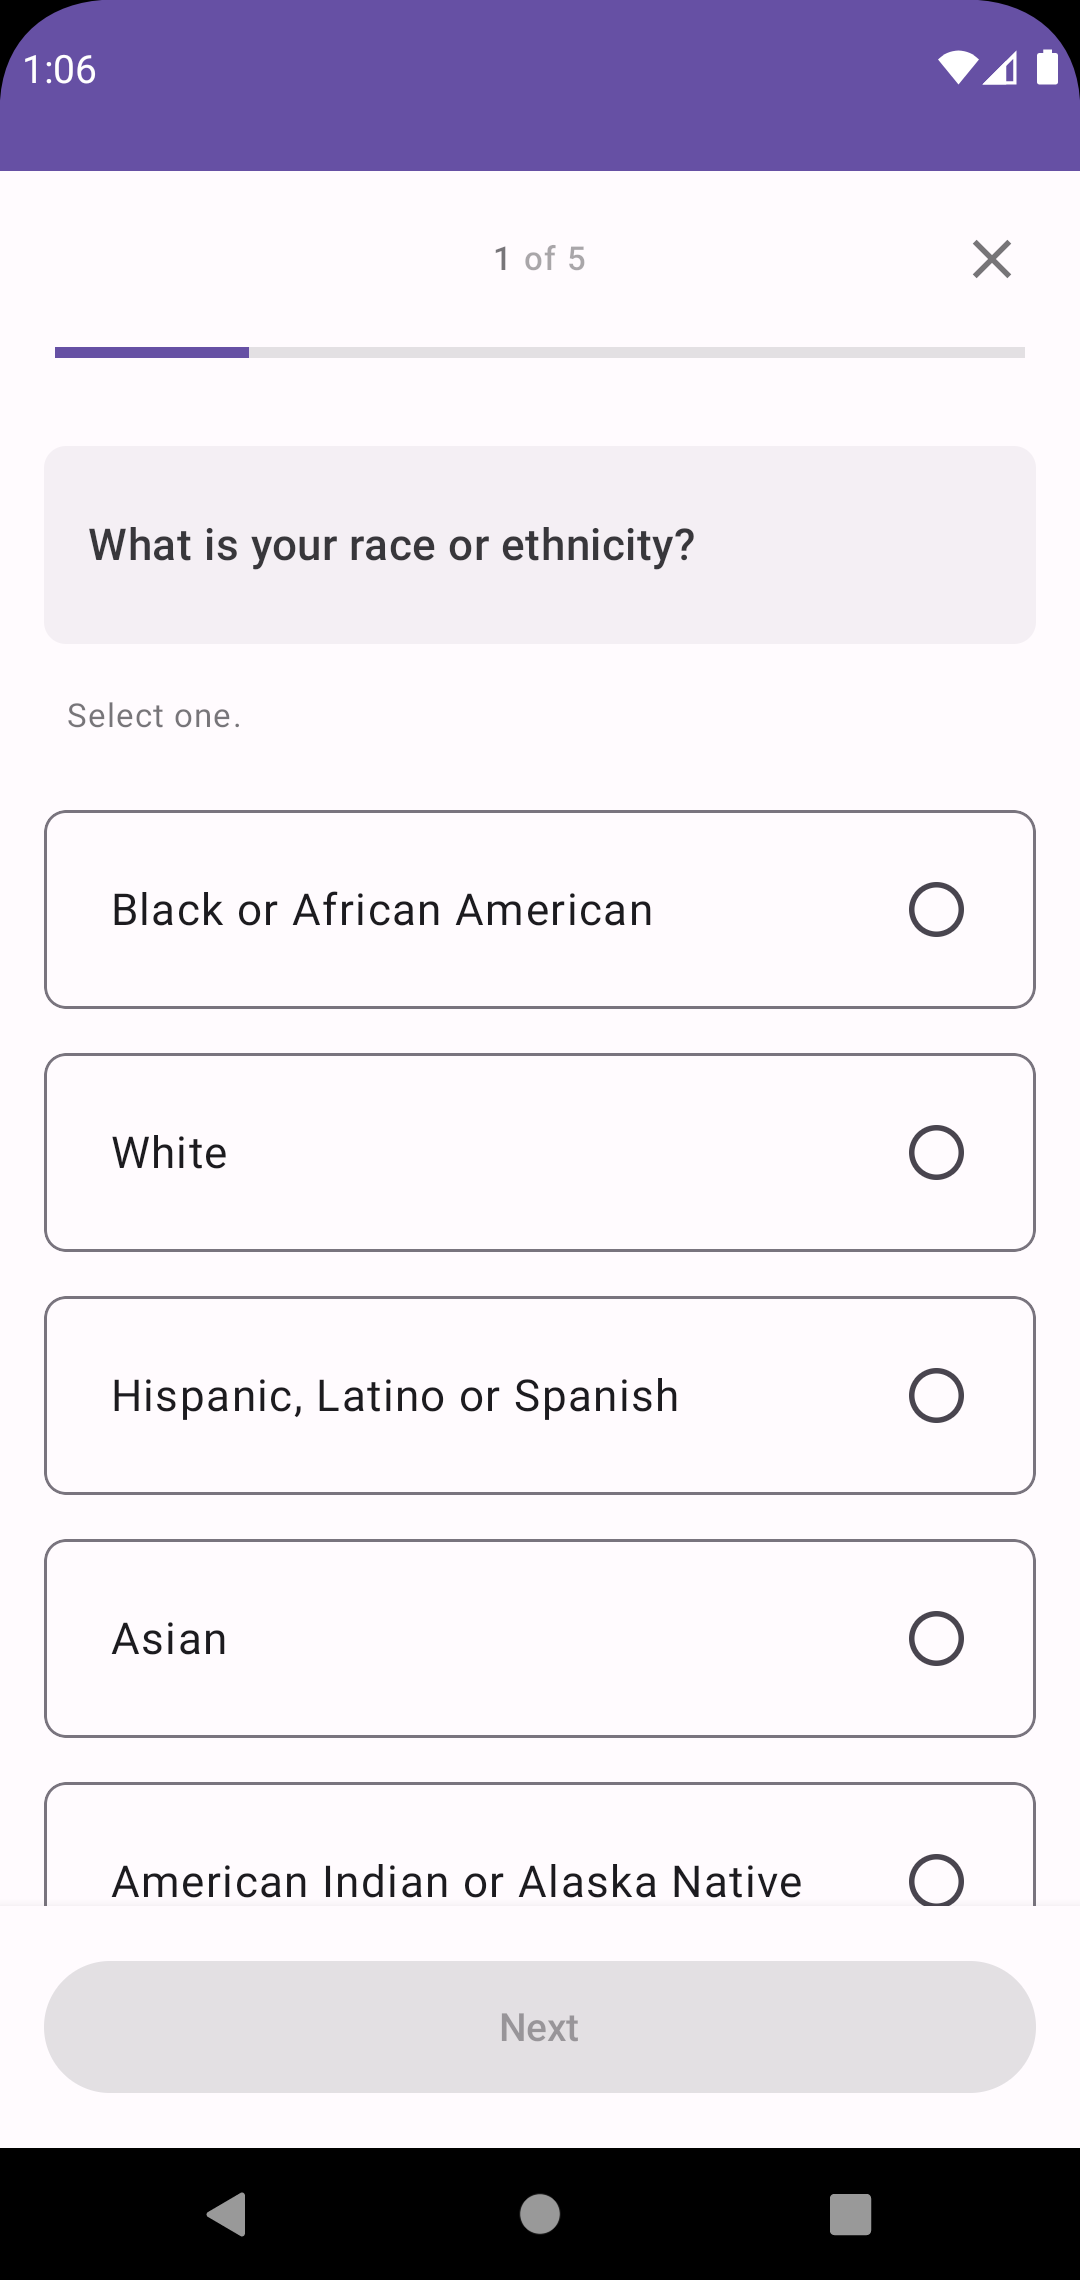 1:06
1 of 5
What is your race or ethnicity?
Select one.
Black or African American
White
Hispanic, Latino or Spanish
Asian
American Indian or Alaska Native
Next